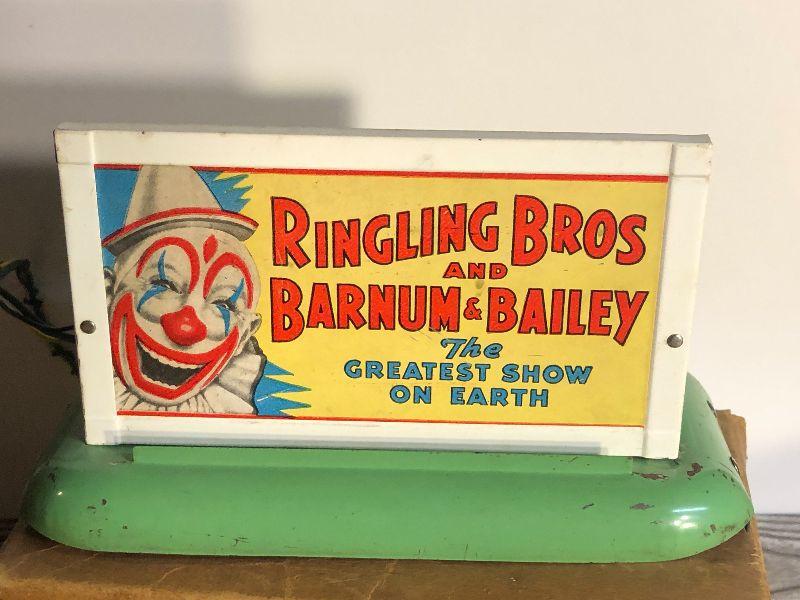 RINGLING BROS
AND
BARNUM & BAILEY
The
GREATEST SHOW
ON EARTH